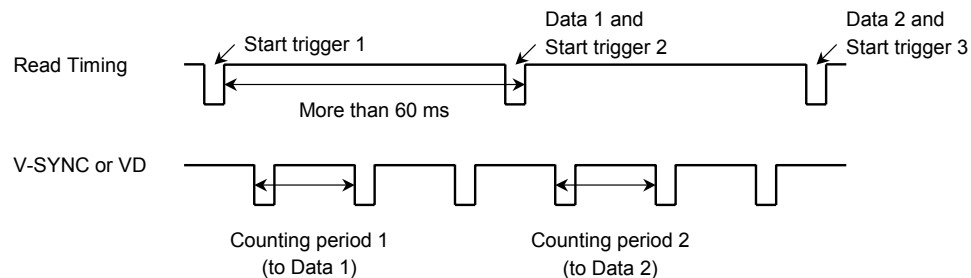 Start trigger 1
Data 1 and
Start trigger 2
Data 2 and
Start trigger 3
Read Timing
More than 60 ms
V-SYNC or VD
Counting period 1
(to Data 1)
Counting period 2
(to Data 2)